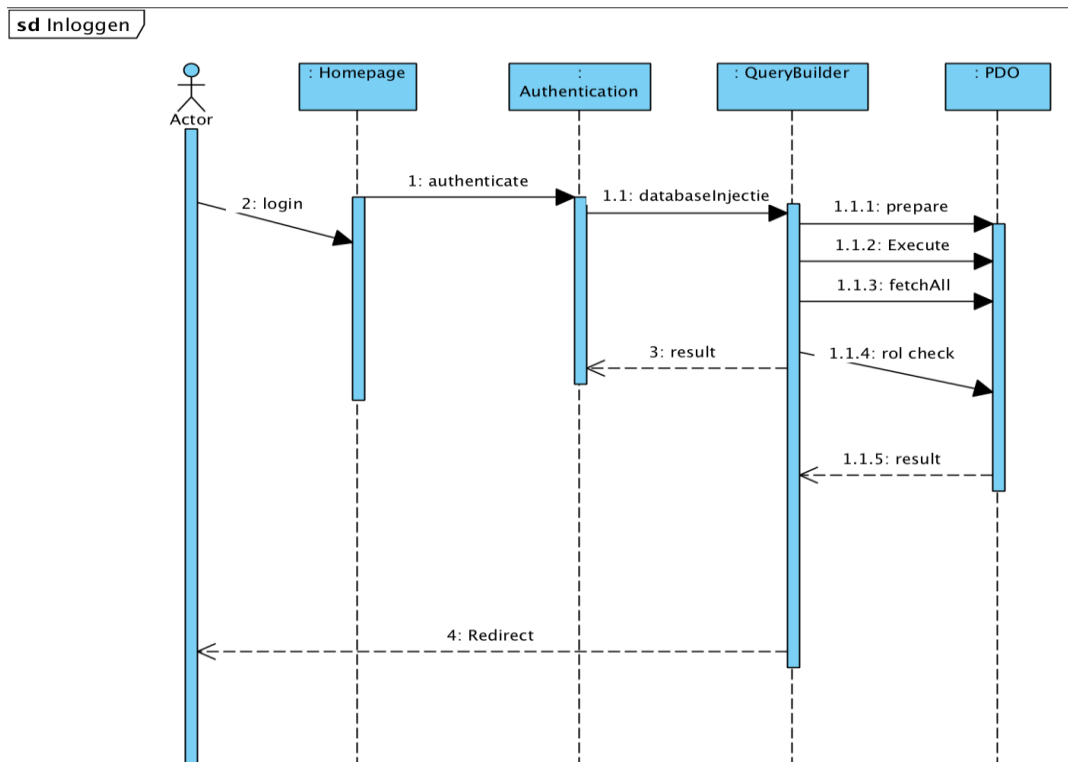 sd Inloggen
Actor
: Homepage
:
Authentication
: QueryBuilder
: PDO
1: authenticate
2: login
1.1: databaseInjectie
1.1.1: prepare
1.1.2: Execute
1.1.3: fetchAll
3: result
1.1.4: rol check
1.1.5: result
4: Redirect